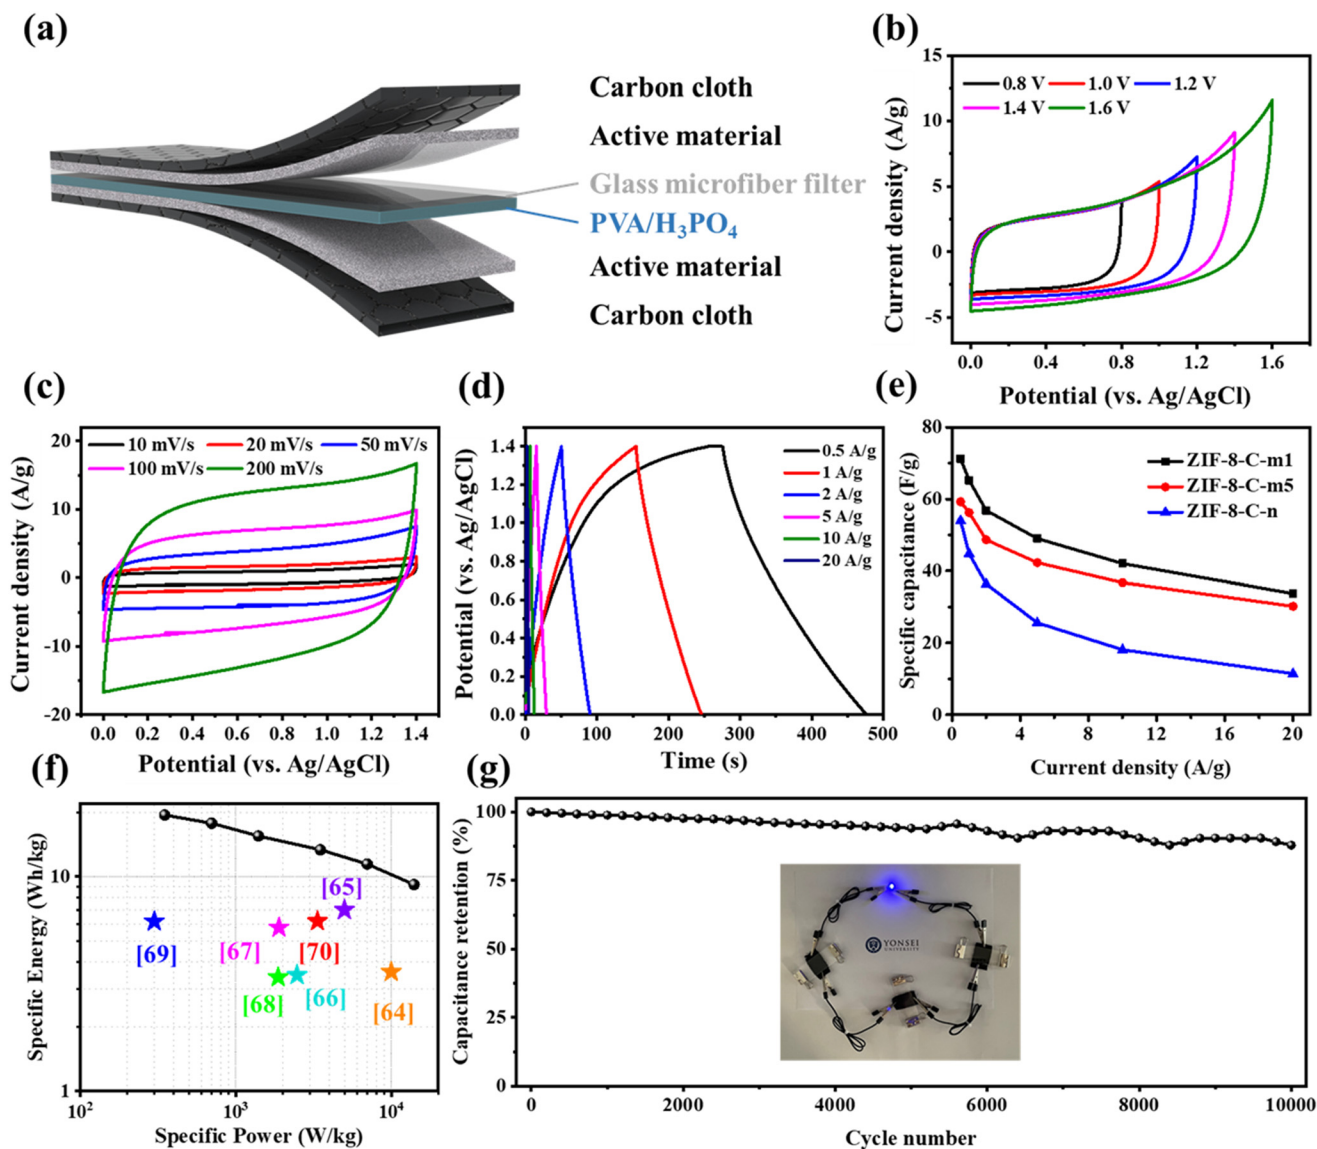 (a)
Carbon cloth
Active material
Glass microfiber filter
PVA/H₃PO₄
Active material
Carbon cloth
(b)
15
10
5
0
-5
Current density (A/g)
0.8 V 1.0 V 1.2 V
1.4 V 1.6 V
0.0 0.4 0.8 1.2 1.6
Potential (vs. Ag/AgCl)
(c)
20
10
0
-10
-20
Current density (A/g)
10 mV/s 20 mV/s 50 mV/s
100 mV/s 200 mV/s
0.0 0.2 0.4 0.6 0.8 1.0 1.2 1.4
Potential (vs. Ag/AgCl)
(d)
1.4
1.2
1.0
0.8
0.6
0.4
0.2
0.0
Potential (vs. Ag/AgCl)
0.5 A/g
1 A/g
2 A/g
5 A/g
10 A/g
20 A/g
0 100 200 300 400 500
Time (s)
(e)
80
60
40
20
0
Specific capacitance (F/g)
ZIF-8-C-m1
ZIF-8-C-m5
ZIF-8-C-n
0 4 8 12 16 20
Current density (A/g)
(f)
10
1
Specific Energy (Wh/kg)
[65]
[69]
[67]
[70]
[68]
[66]
[64]
10² 10³ 10⁴
Specific Power (W/kg)
(g)
100
75
50
25
0
Capacitance retention (%)
YONSEI
UNIVERSITY
0 2000 4000 6000 8000 10000
Cycle number